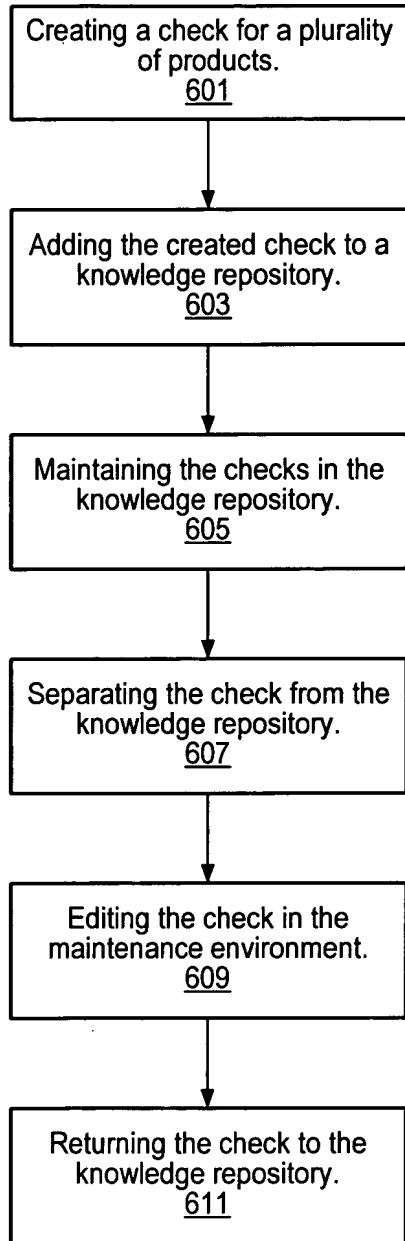 Creating a check for a plurality
of products.
601
Adding the created check to a
knowledge repository.
603
Maintaining the checks in the
knowledge repository.
605
Separating the check from the
knowledge repository.
607
Editing the check in the
maintenance environment.
609
Returning the check to the
knowledge repository.
611